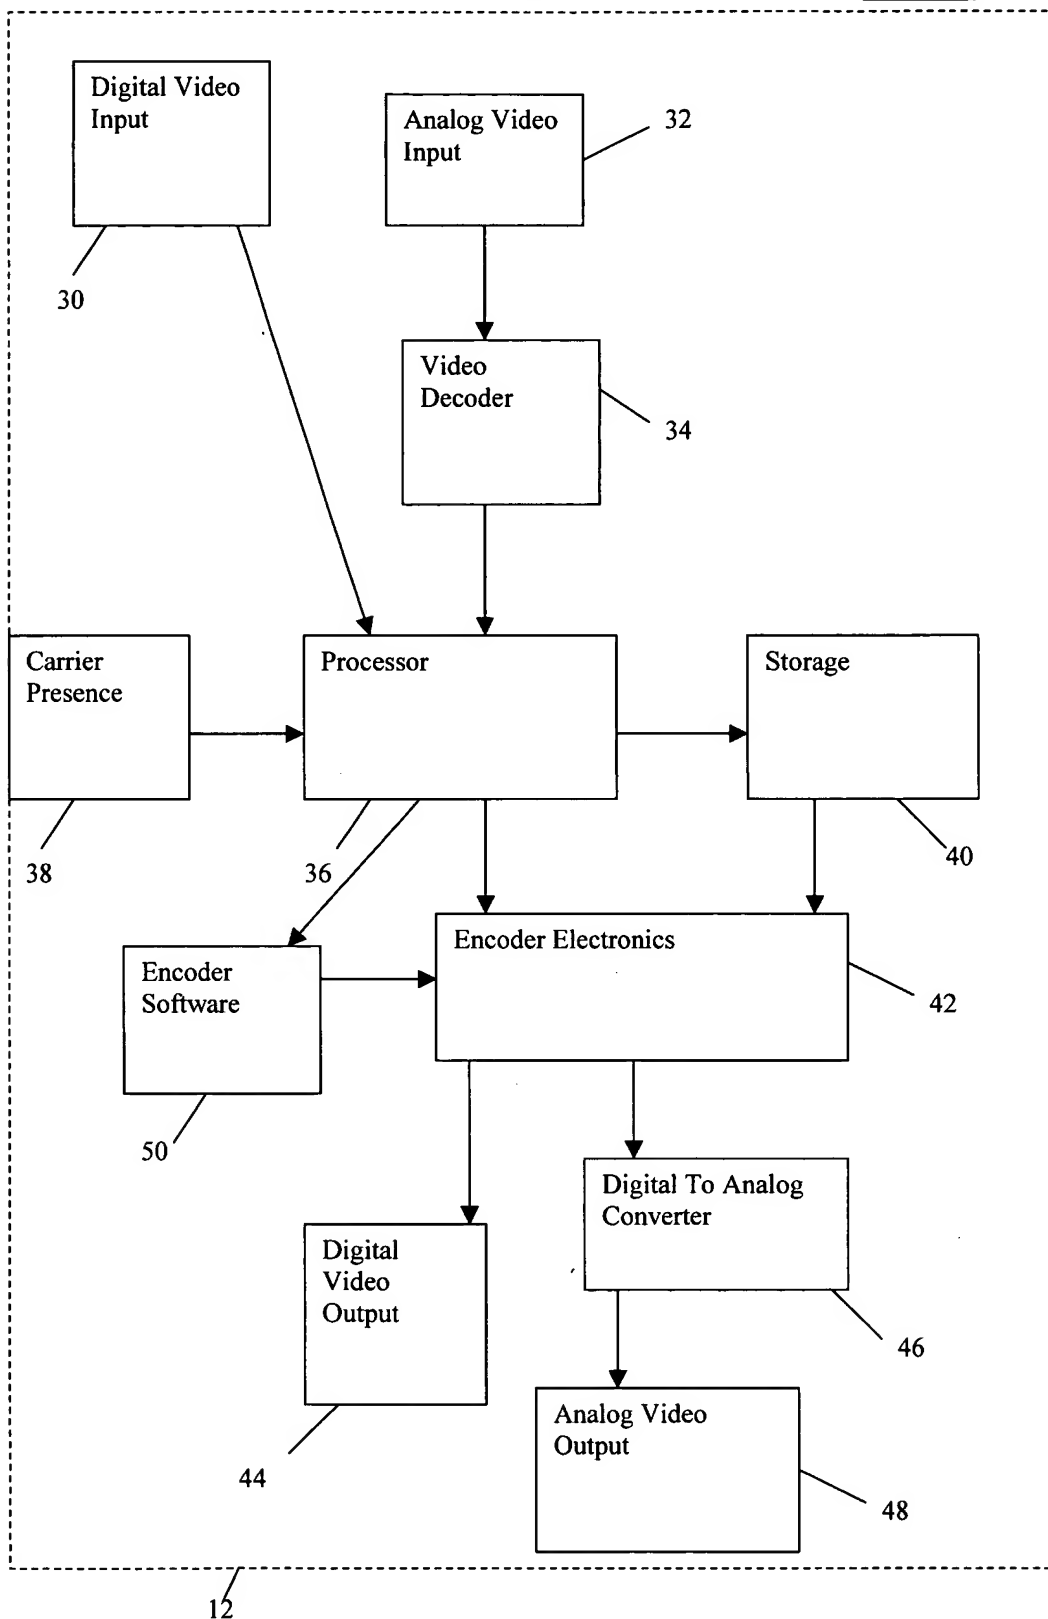 Digital Video
Input
Analog Video
Input
32
30
Video
Decoder
34
Carrier
Presence
Processor
Storage
38
36
40
Encoder Electronics
Encoder
Software
42
50
Digital To Analog
Converter
Digital
Video
Output
46
Analog Video
Output
44
48
12